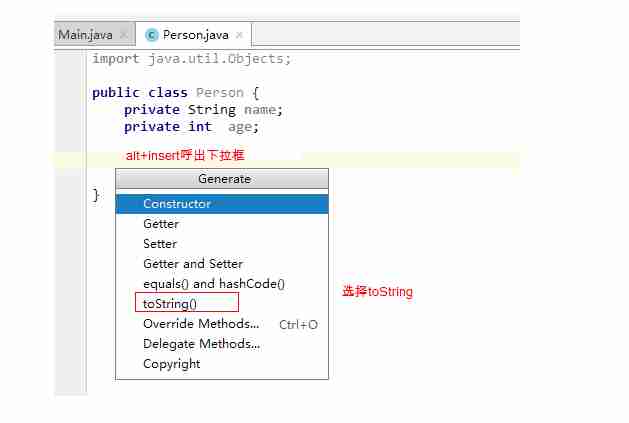 Main.java
Person.java
import java.util.Objects;
public class Person {
private String name;
private int age;
alt+insert呼出下拉框
Generate
}
Constructor
Getter
Setter
Getter and Setter
equals() and hashCode()
选择toString
toString()
Override Methods... Ctrl+O
Delegate Methods...
Copyright